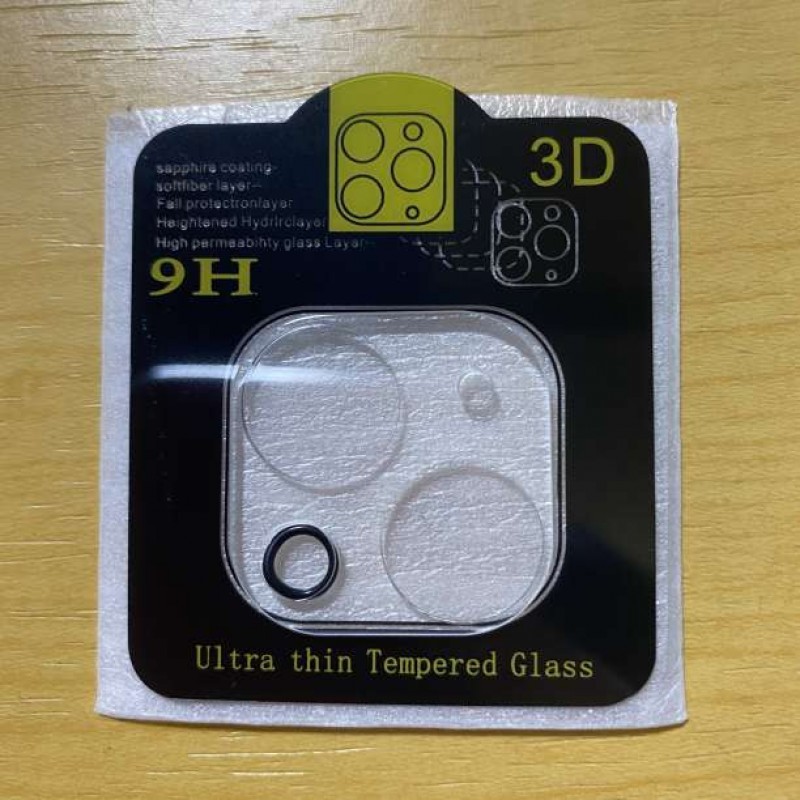 3D
sapphire coating
softfiber layer
Fall protectronlayer
Heightened Hydrlrclayer
High permeabihty glass Layer
9H
Ultra thin Tempered Glass